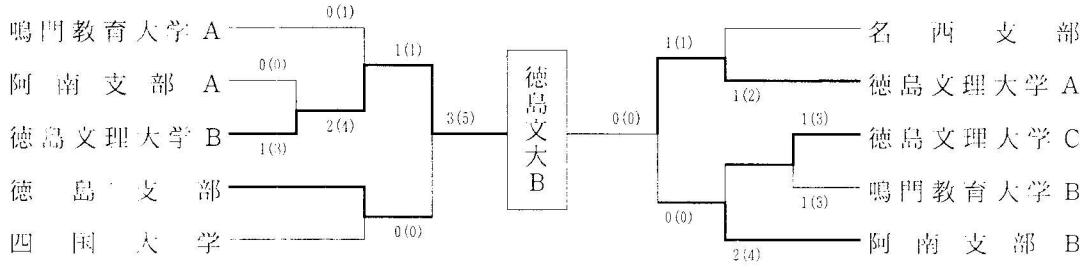 鳴門教育大学 A
阿南支部 A
徳島文理大学 B
徳島支部
四国大学
0(1)
0(0)
1(3)
2(4)
1(1)
0(0)
3(5)
徳島文大B
0(0)
1(1)
1(2)
0(0)
1(3)
1(3)
2(4)
名西支部
徳島文理大学 A
徳島文理大学 C
鳴門教育大学 B
阿南支部 B